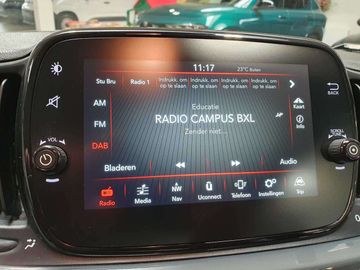 11:17 23°C Buiten
Stu Bru Radio 1 Indrukk. om op te slaan Indrukk. om op te slaan Indrukk. om op te slaan Indrukk. om op te slaan
BACK
AM
Educatie
Kaart
FM
RADIO CAMPUS BXL
Info
DAB
Zender niet...
VOL
SCROLL
Bladeren
Audio
Radio Media NW Nav Uconnect Telefoon Instellingen Trip